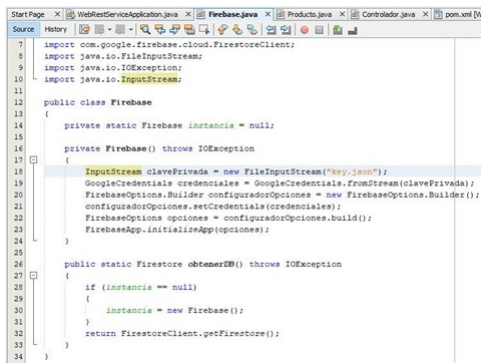 Start Page
WebRestServiceApplication.java
Firebase.java
Producto.java
Controlador.java
pom.xml [W
Source History
7 import com.google.firebase.cloud.FirestoreClient;
8 import java.io.FileInputStream;
9 import java.io.IOException;
10 import java.io.InputStream;
11
12 public class Firebase
13 {
14 private static Firebase instancia = null;
15
16 private Firebase() throws IOException
17 {
18 InputStream clavePrivada = new FileInputStream("key.json");
19 GoogleCredentials credenciales = GoogleCredentials.fromStream(clavePrivada);
20 FirebaseOptions.Builder configuradorOpciones = new FirebaseOptions.Builder();
21 configuradorOpciones.setCredentials(credenciales);
22 FirebaseOptions opciones = configuradorOpciones.build();
23 FirebaseApp.initializeApp(opciones);
24 }
25
26 public static Firestore obtenerDB() throws IOException
27 {
28 if (instancia == null)
29 {
30 instancia = new Firebase();
31 }
32 return FirestoreClient.getFirestore();
33 }
34 }